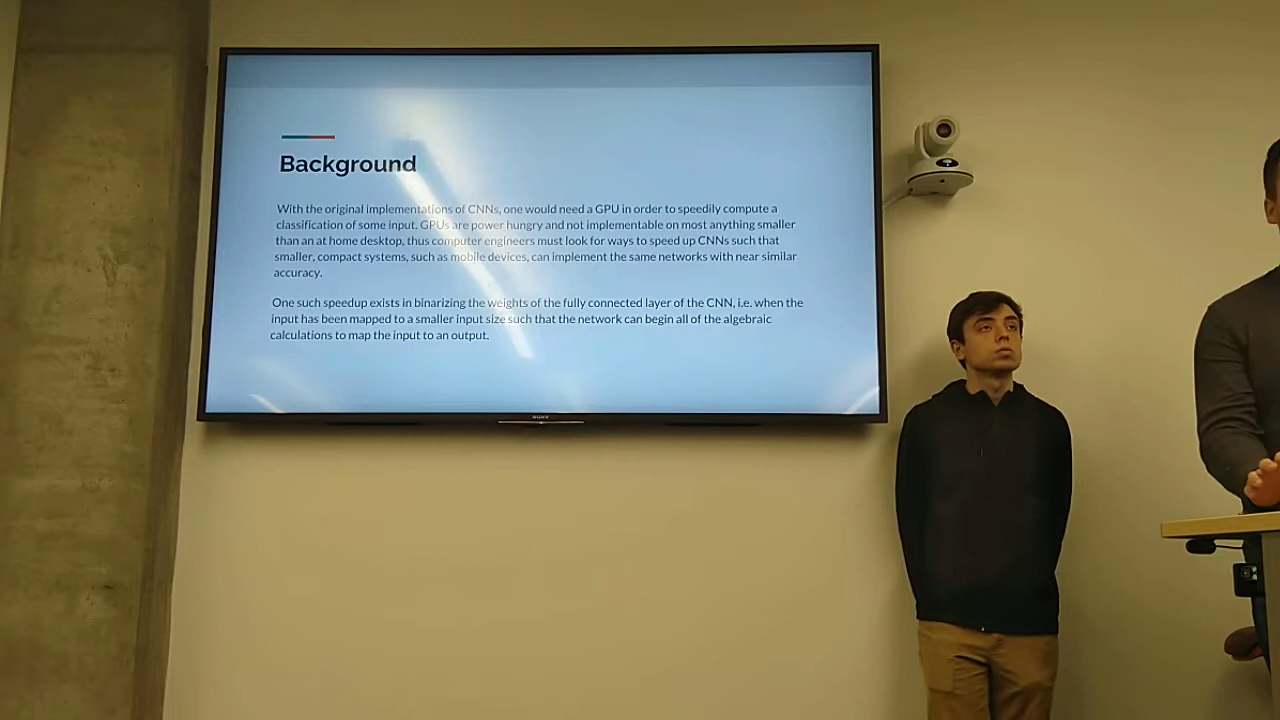 Background
With the original implementations of CNNs, one would need a GPU in order to speedily compute a
classification of some input. GPUs are power hungry and not implementable on most anything smaller
than an at home desktop, thus computer engineers must look for ways to speed up CNNs such that
smaller, compact systems, such as mobile devices, can implement the same networks with near similar
accuracy.
One such speedup exists in binarizing the weights of the fully connected layer of the CNN, i.e. when the
input has been mapped to a smaller input size such that the network can begin all of the algebraic
calculations to map the input to an output.
SONY